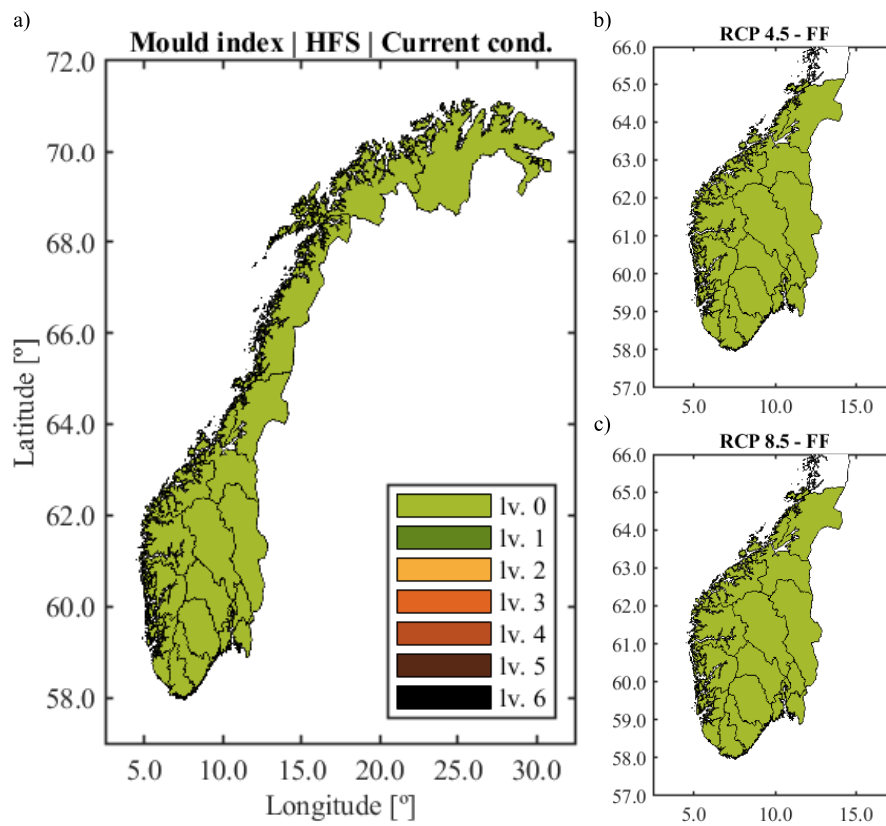 a)
Mould index | HFS | Current cond.
72.0
70.0
68.0
66.0
64.0
62.0
60.0
58.0
Latitude [º]
5.0 10.0 15.0 20.0 25.0 30.0
Longitude [º]
lv. 0
lv. 1
lv. 2
lv. 3
lv. 4
lv. 5
lv. 6
b)
RCP 4.5 - FF
66.0
65.0
64.0
63.0
62.0
61.0
60.0
59.0
58.0
57.0
5.0 10.0 15.0
c)
RCP 8.5 - FF
66.0
65.0
64.0
63.0
62.0
61.0
60.0
59.0
58.0
57.0
5.0 10.0 15.0